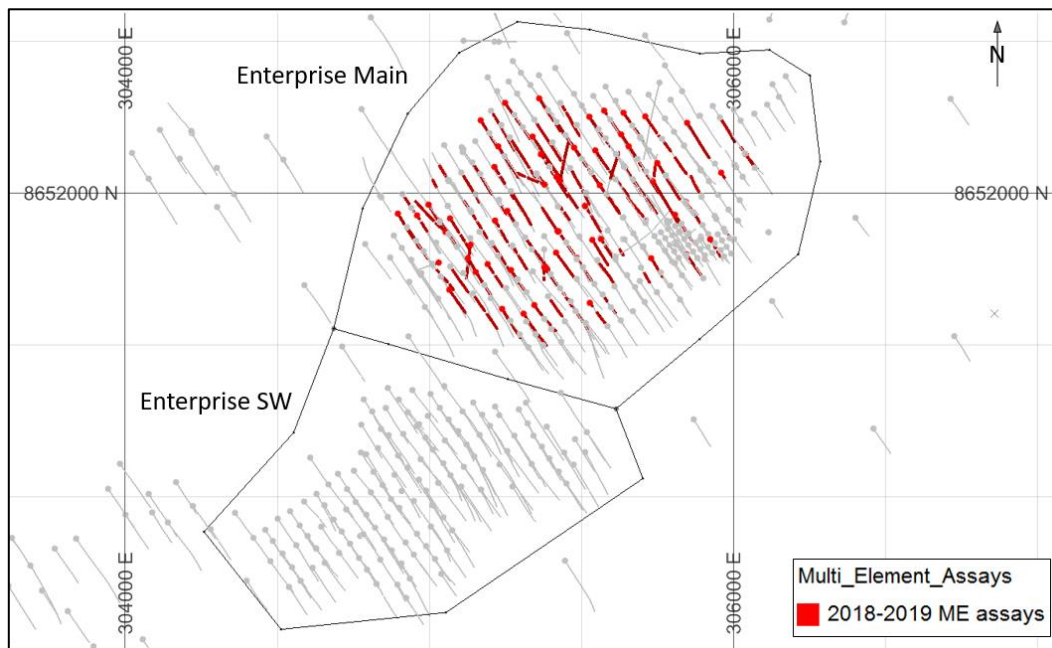 304000 E
306000 E
N
Enterprise Main
8652000 N
8652000 N
Enterprise SW
304000 E
306000 E
Multi_Element_Assays
2018-2019 ME assays